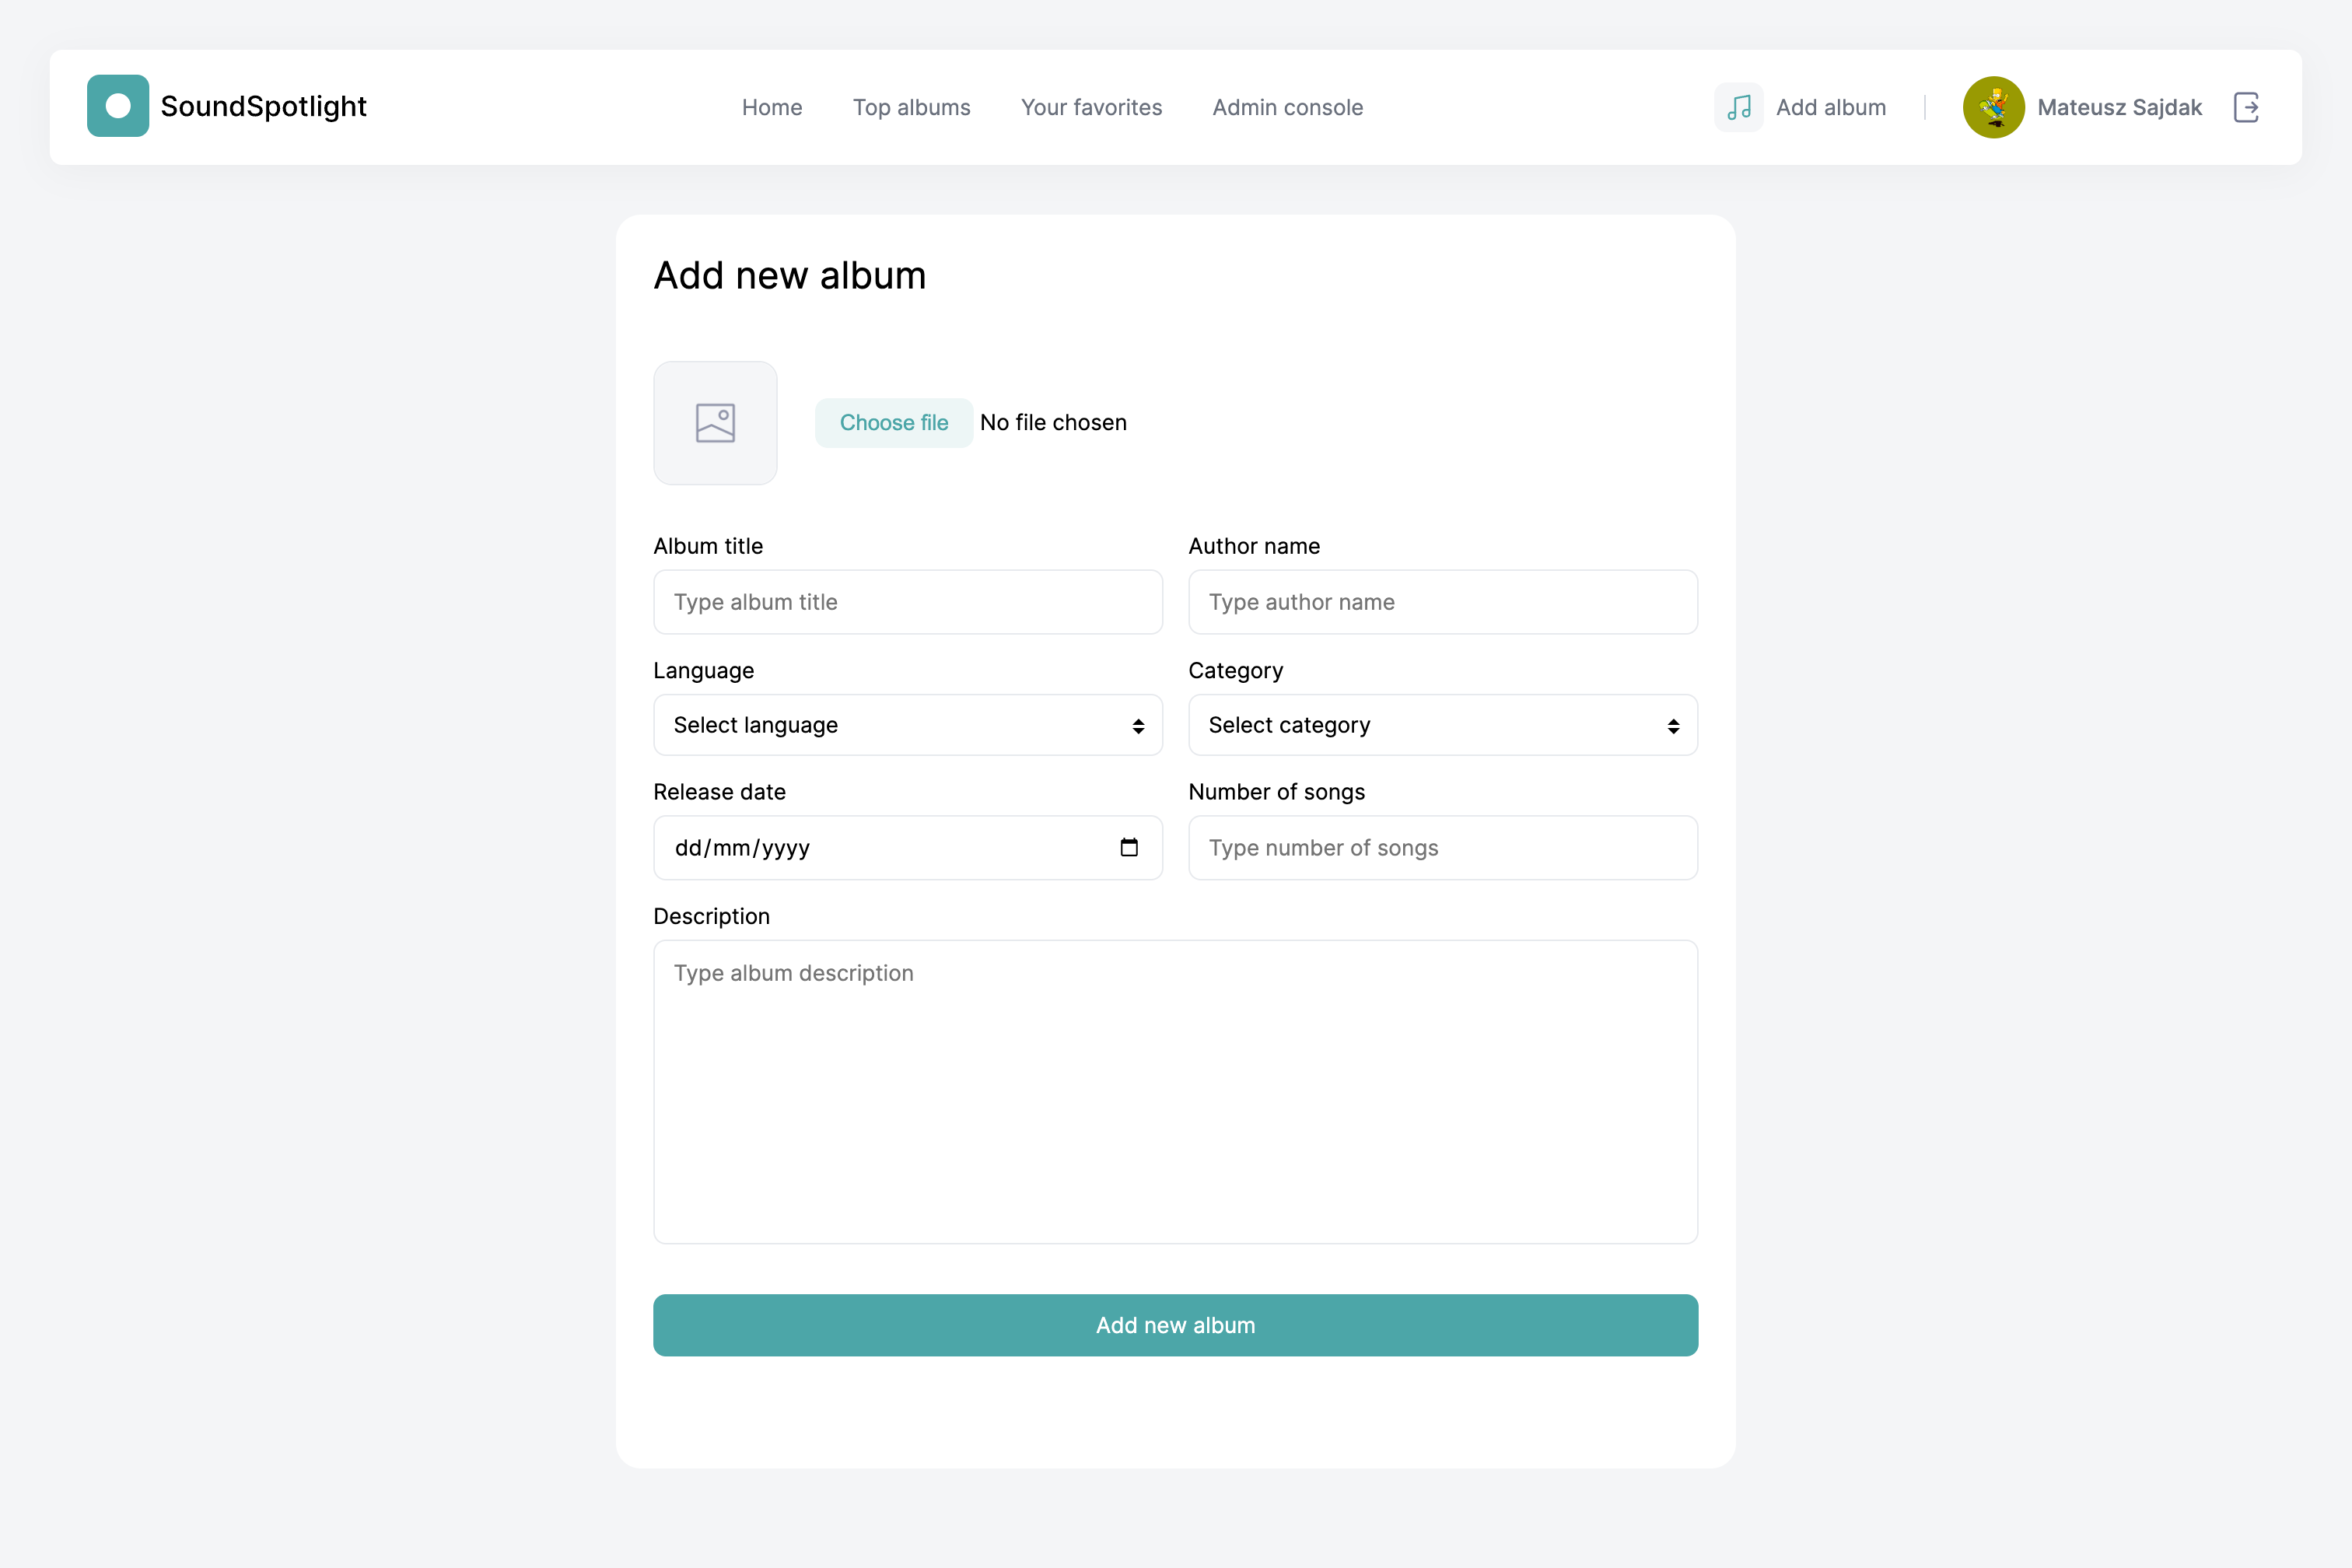 SoundSpotlight
Home Top albums Your favorites Admin console
Add album
Mateusz Sajdak
Add new album
Choose file No file chosen
Album title
Type album title
Author name
Type author name
Language
Select language
Category
Select category
Release date
dd/mm/yyyy
Number of songs
Type number of songs
Description
Type album description
Add new album